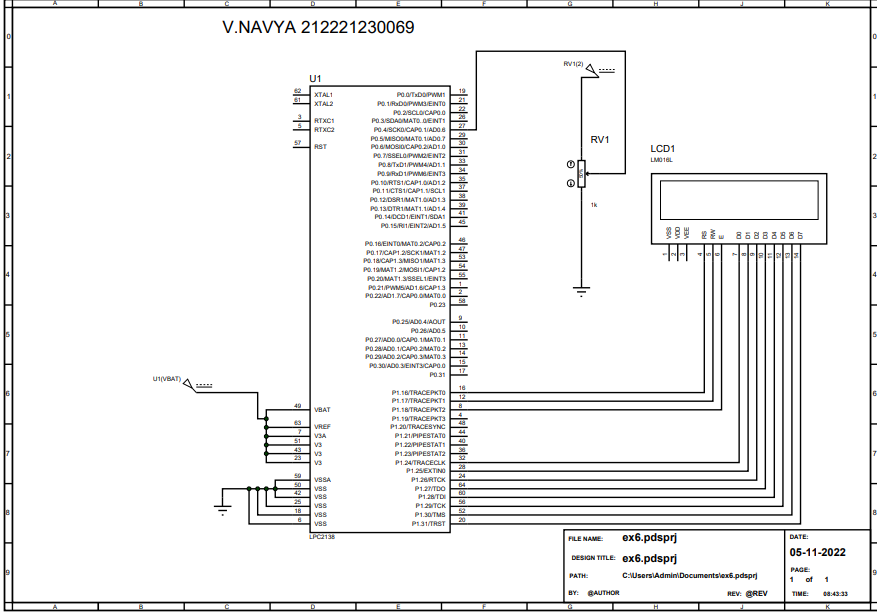 A B C D E F G H J K
V.NAVYA 212221230069
0 0
1 1
2 2
3 3
4 4
5 5
6 6
7 7
8 8
9 9
U1
62 XTAL1
61 XTAL2
3 RTXC1
5 RTXC2
57 RST
49 VBAT
63 VREF
7 V3A
51 V3
43 V3
23 V3
59 VSSA
50 VSS
42 VSS
25 VSS
18 VSS
6 VSS
P0.0/TxD0/PWM1 19
P0.1/RxD0/PWM3/EINT0 21
P0.2/SCL0/CAP0.0 22
P0.3/SDA0/MAT0.0/EINT1 26
P0.4/SCK0/CAP0.1/AD0.6 27
P0.5/MISO0/MAT0.1/AD0.7 29
P0.6/MOSI0/CAP0.2/AD1.0 30
P0.7/SSEL0/PWM2/EINT2 31
P0.8/TxD1/PWM4/AD1.1 33
P0.9/RxD1/PWM6/EINT3 34
P0.10/RTS1/CAP1.0/AD1.2 35
P0.11/CTS1/CAP1.1/SCL1 37
P0.12/DSR1/MAT1.0/AD1.3 38
P0.13/DTR1/MAT1.1/AD1.4 39
P0.14/DCD1/EINT1/SDA1 41
P0.15/RI1/EINT2/AD1.5 45
P0.16/EINT0/MAT0.2/CAP0.2 46
P0.17/CAP1.2/SCK1/MAT1.2 47
P0.18/CAP1.3/MISO1/MAT1.3 53
P0.19/MAT1.2/MOSI1/CAP1.2 54
P0.20/MAT1.3/SSEL1/EINT3 55
P0.21/PWM5/AD1.6/CAP1.3 1
P0.22/AD1.7/CAP0.0/MAT0.0 2
P0.23 58
P0.25/AD0.4/AOUT 9
P0.26/AD0.5 10
P0.27/AD0.0/CAP0.1/MAT0.1 11
P0.28/AD0.1/CAP0.2/MAT0.2 13
P0.29/AD0.2/CAP0.3/MAT0.3 14
P0.30/AD0.3/EINT3/CAP0.0 15
P0.31 17
P1.16/TRACEPKT0 16
P1.17/TRACEPKT1 12
P1.18/TRACEPKT2 8
P1.19/TRACEPKT3 4
P1.20/TRACESYNC 48
P1.21/PIPESTAT0 44
P1.22/PIPESTAT1 40
P1.23/PIPESTAT2 36
P1.24/TRACECLK 32
P1.25/EXTIN0 28
P1.26/RTCK 24
P1.27/TDO 64
P1.28/TDI 60
P1.29/TCK 56
P1.30/TMS 52
P1.31/TRST 20
LPC2138
U1(VBAT)
RV1(2)
RV1
1k
LCD1
LM016L
VSS VDD VEE RS RW E D0 D1 D2 D3 D4 D5 D6 D7
1 2 3 4 5 6 7 8 9 10 11 12 13 14
FILE NAME: ex6.pdsprj
DESIGN TITLE: ex6.pdsprj
PATH: C:\Users\Admin\Documents\ex6.pdsprj
BY: @AUTHOR REV: @REV
DATE:
05-11-2022
PAGE:
1 of 1
TIME: 08:43:33
A B C D E F G H J K